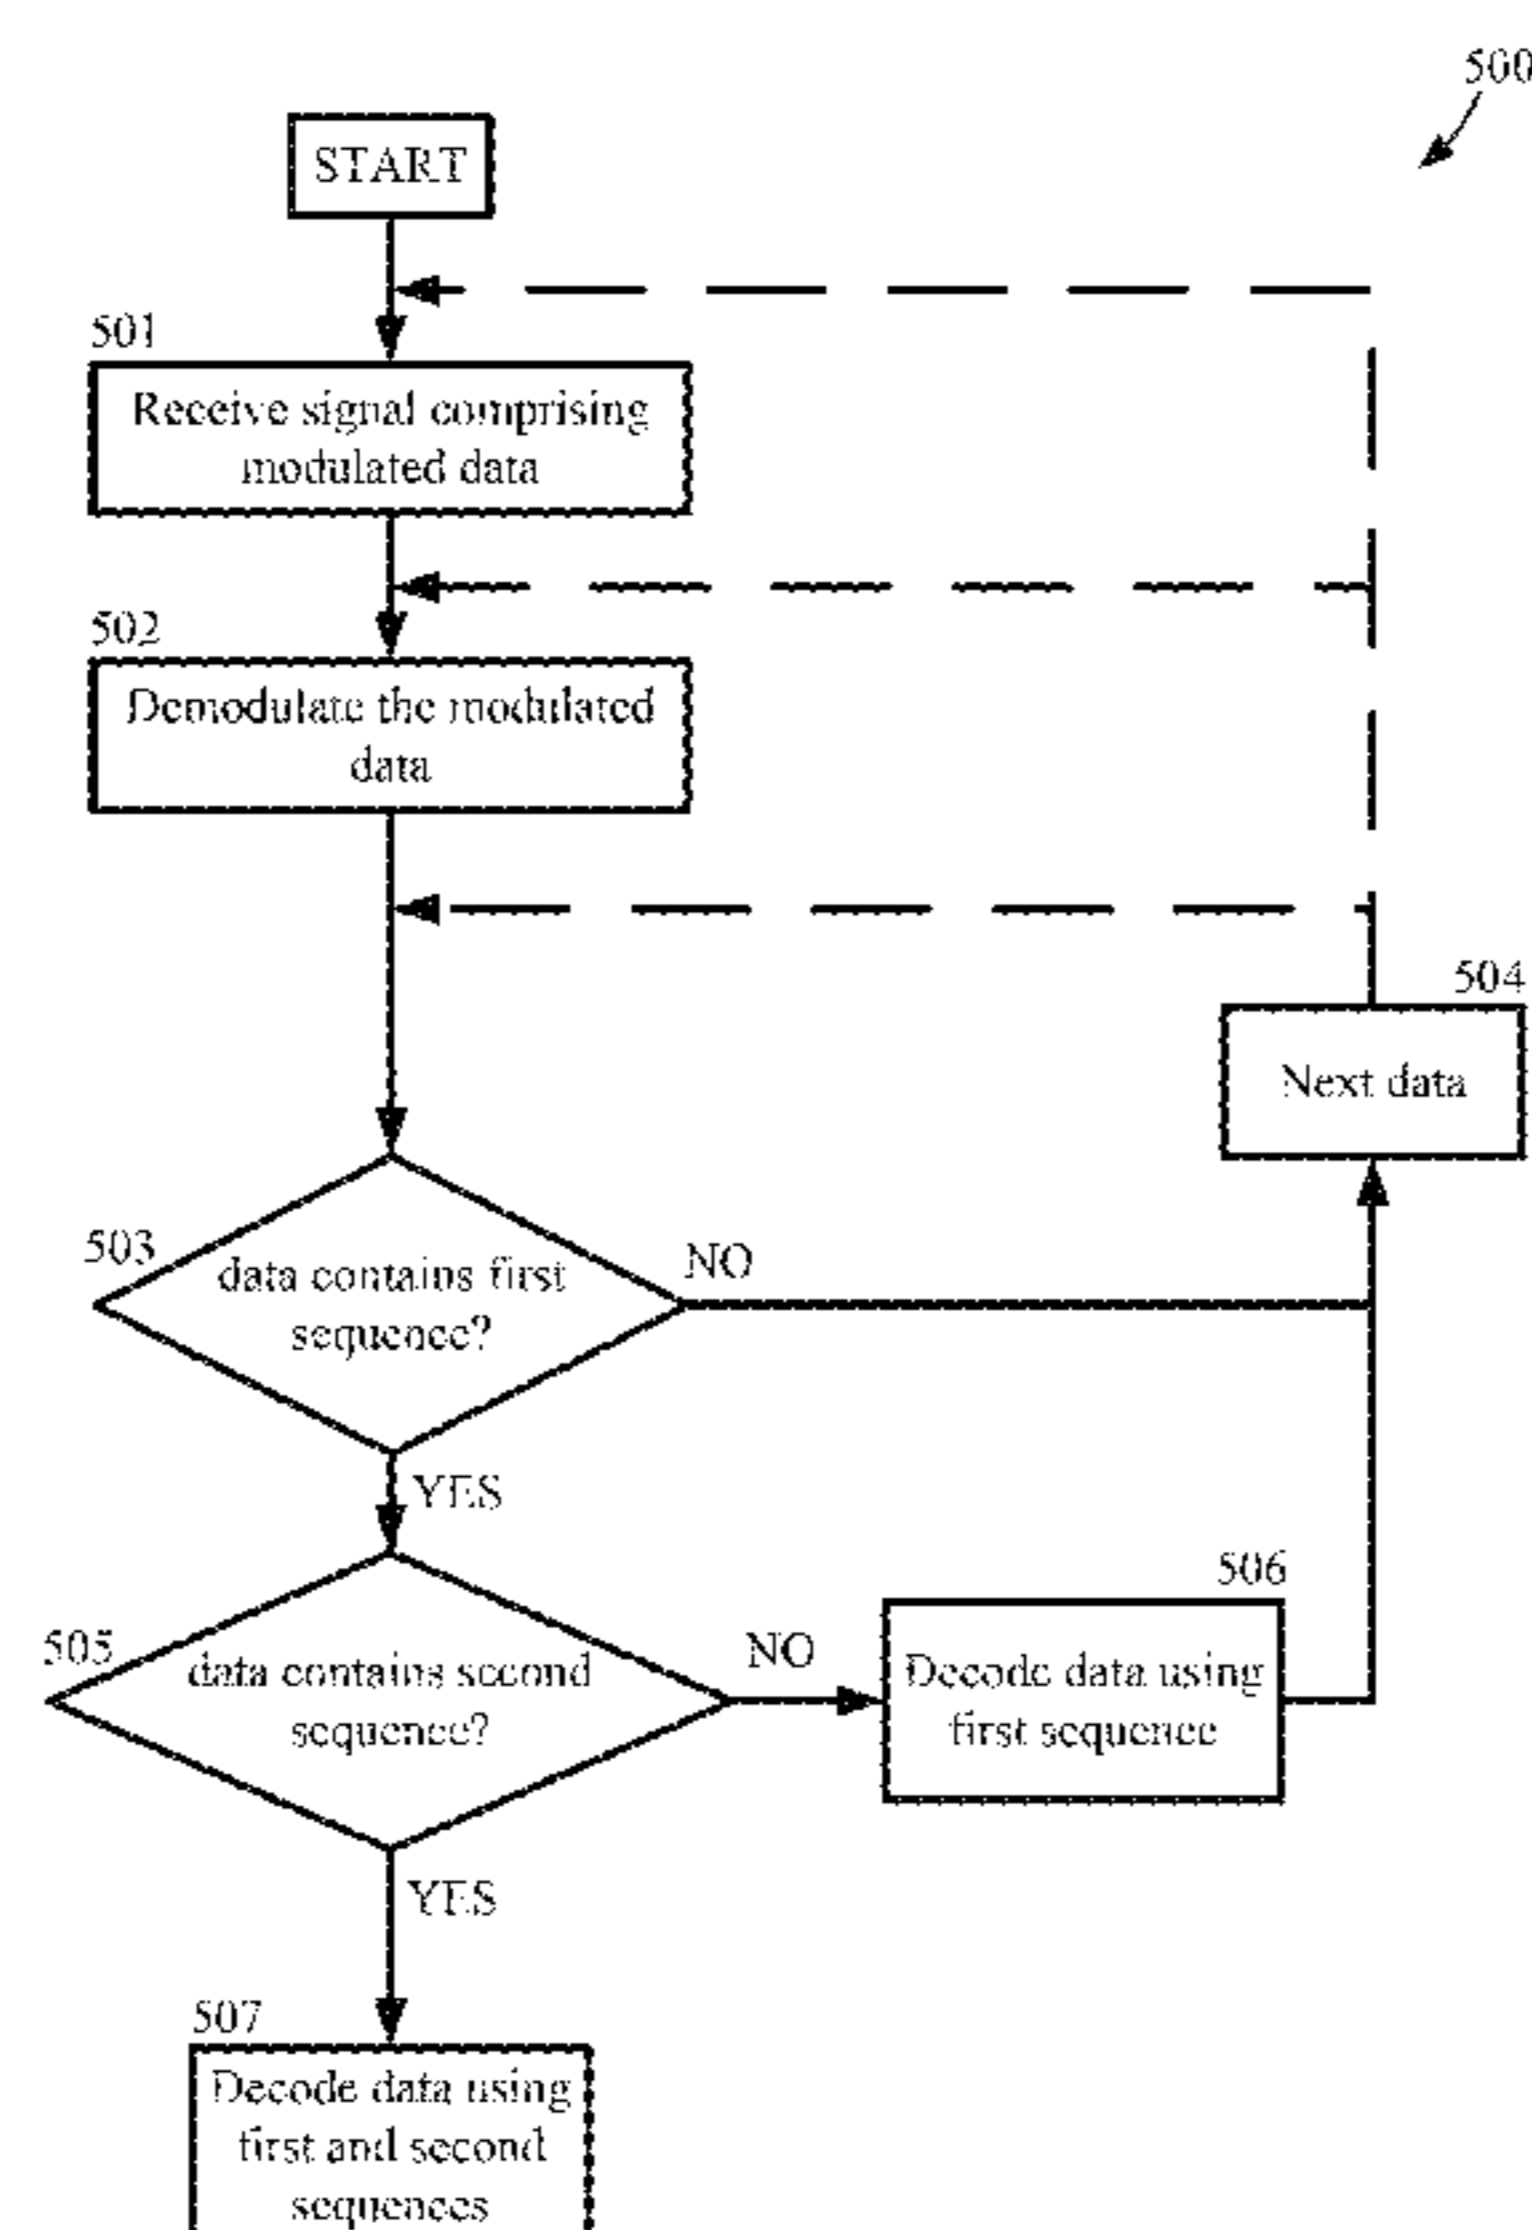 500
START
501
Receive signal comprising
modulated data
502
Demodulate the modulated
data
504
Next data
503
data contains first
sequence?
NO
YES
505
data contains second
sequence?
NO
506
Decode data using
first sequence
YES
507
Decode data using
first and second
sequences